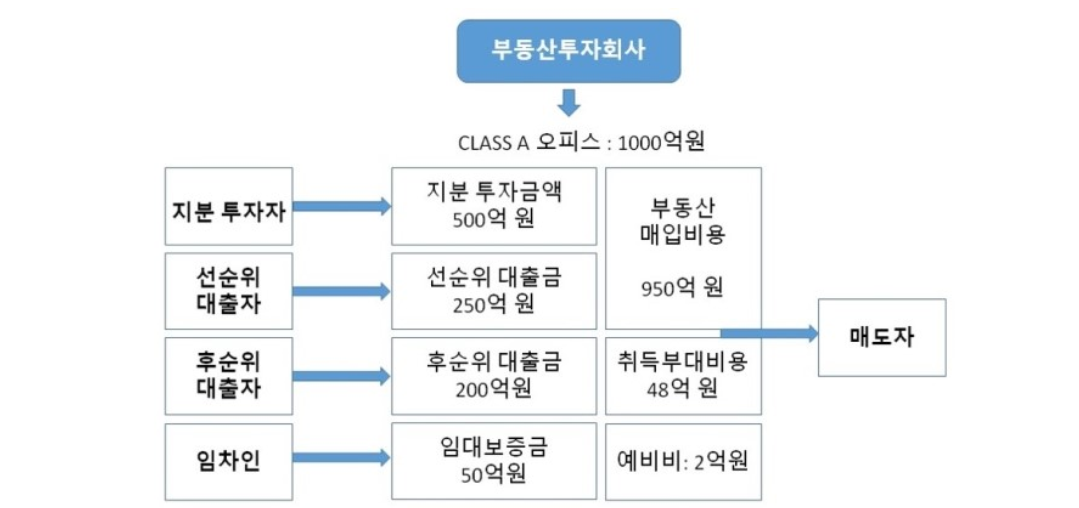 부동산투자회사
CLASS A 오피스 : 1000억원
지분 투자자
지분 투자금액
500억 원
부동산
매입비용
950억 원
선순위
대출자
선순위 대출금
250억 원
매도자
후순위
대출자
후순위 대출금
200억원
취득부대비용
48억 원
임차인
임대보증금
50억원
예비비: 2억원